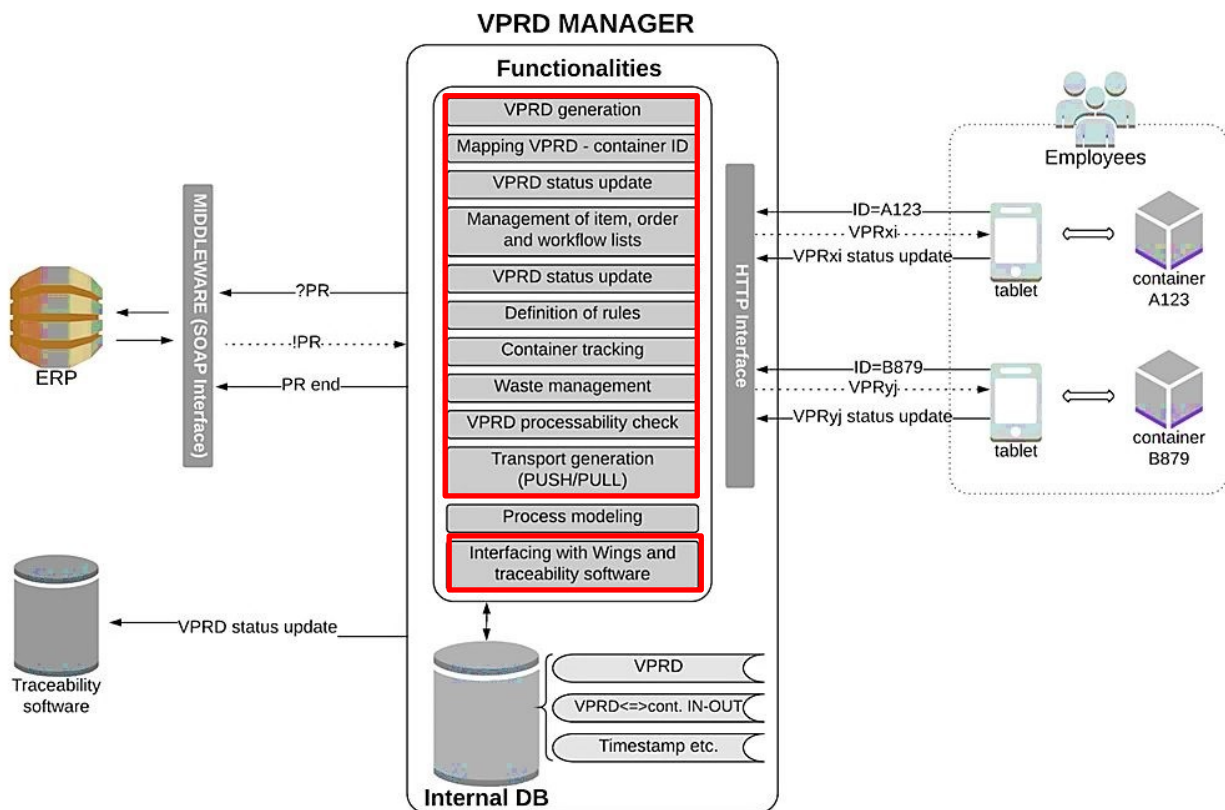 VPRD MANAGER
Functionalities
VPRD generation
Mapping VPRD - container ID
VPRD status update
Management of item, order
and workflow lists
VPRD status update
Definition of rules
Container tracking
Waste management
VPRD processability check
Transport generation
(PUSH/PULL)
Process modeling
Interfacing with Wings and
traceability software
ERP
MIDDLEWARE (SOAP Interface)
?PR
!PR
PR end
Traceability
software
VPRD status update
Internal DB
VPRD
VPRD<=>cont. IN-OUT
Timestamp etc.
HTTP Interface
ID=A123
VPRxi
VPRxi status update
ID=B879
VPRyj
VPRyj status update
Employees
tablet
container
A123
tablet
container
B879